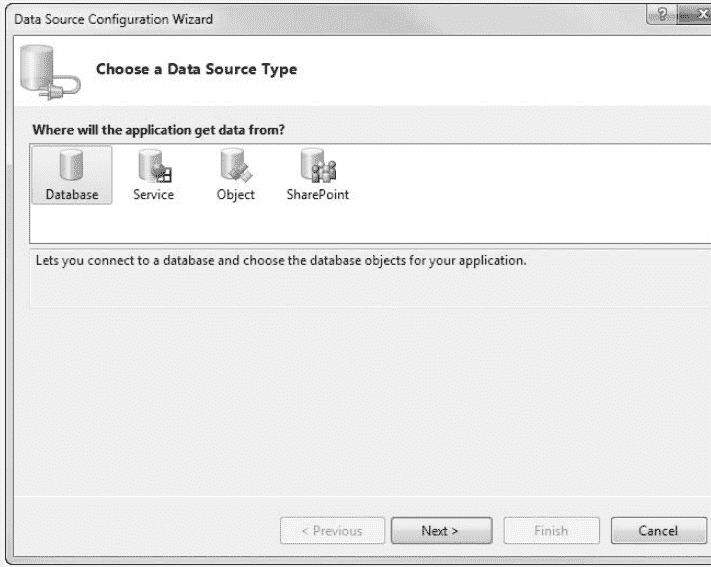 Data Source Configuration Wizard
Choose a Data Source Type
Where will the application get data from?
Database Service Object SharePoint
Lets you connect to a database and choose the database objects for your application.
< Previous Next > Finish Cancel